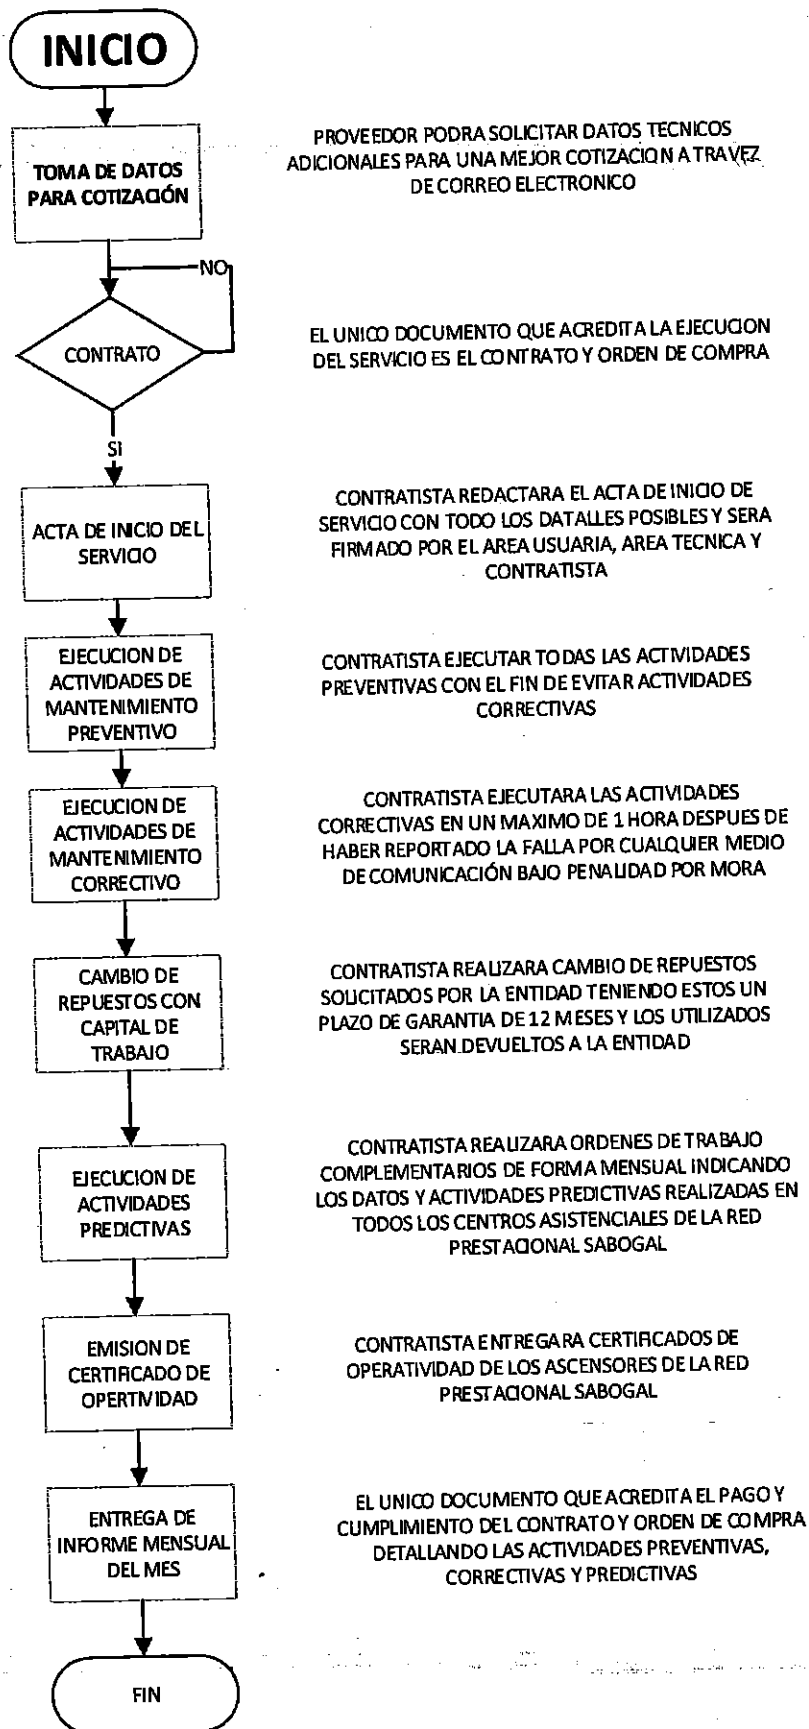 INICIO
TOMA DE DATOS
PARA COTIZACIÓN
PROVEEDOR PODRA SOLICITAR DATOS TECNICOS
ADICIONALES PARA UNA MEJOR COTIZACION A TRAVEZ
DE CORREO ELECTRONICO
NO
CONTRATO
EL UNICO DOCUMENTO QUE ACREDITA LA EJECUCION
DEL SERVICIO ES EL CONTRATO Y ORDEN DE COMPRA
SI
ACTA DE INICIO DEL
SERVICIO
CONTRATISTA REDACTARA EL ACTA DE INICIO DE
SERVICIO CON TODO LOS DATALLES POSIBLES Y SERA
FIRMADO POR EL AREA USUARIA, AREA TECNICA Y
CONTRATISTA
EJECUCION DE
ACTIVIDADES DE
MANTENIMIENTO
PREVENTIVO
CONTRATISTA EJECUTAR TODAS LAS ACTIVIDADES
PREVENTIVAS CON EL FIN DE EVITAR ACTIVIDADES
CORRECTIVAS
EJECUCION DE
ACTIVIDADES DE
MANTENIMIENTO
CORRECTIVO
CONTRATISTA EJECUTARA LAS ACTIVIDADES
CORRECTIVAS EN UN MAXIMO DE 1 HORA DESPUES DE
HABER REPORTADO LA FALLA POR CUALQUIER MEDIO
DE COMUNICACIÓN BAJO PENALIDAD POR MORA
CAMBIO DE
REPUESTOS CON
CAPITAL DE
TRABAJO
CONTRATISTA REALIZARA CAMBIO DE REPUESTOS
SOLICITADOS POR LA ENTIDAD TENIENDO ESTOS UN
PLAZO DE GARANTIA DE 12 MESES Y LOS UTILIZADOS
SERAN DEVUELTOS A LA ENTIDAD
EJECUCION DE
ACTIVIDADES
PREDICTIVAS
CONTRATISTA REALIZARA ORDENES DE TRABAJO
COMPLEMENTARIOS DE FORMA MENSUAL INDICANDO
LOS DATOS Y ACTIVIDADES PREDICTIVAS REALIZADAS EN
TODOS LOS CENTROS ASISTENCIALES DE LA RED
PRESTACIONAL SABOGAL
EMISION DE
CERTIFICADO DE
OPERTIVIDAD
CONTRATISTA ENTREGARA CERTIFICADOS DE
OPERATIVIDAD DE LOS ASCENSORES DE LA RED
PRESTACIONAL SABOGAL
ENTREGA DE
INFORME MENSUAL
DEL MES
EL UNICO DOCUMENTO QUE ACREDITA EL PAGO Y
CUMPLIMIENTO DEL CONTRATO Y ORDEN DE COMPRA
DETALLANDO LAS ACTIVIDADES PREVENTIVAS,
CORRECTIVAS Y PREDICTIVAS
FIN